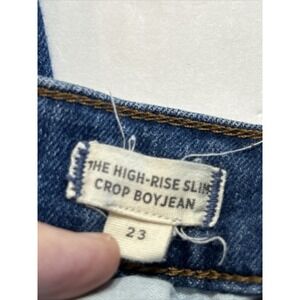 THE HIGH-RISE SLIM
CROP BOYJEAN
23